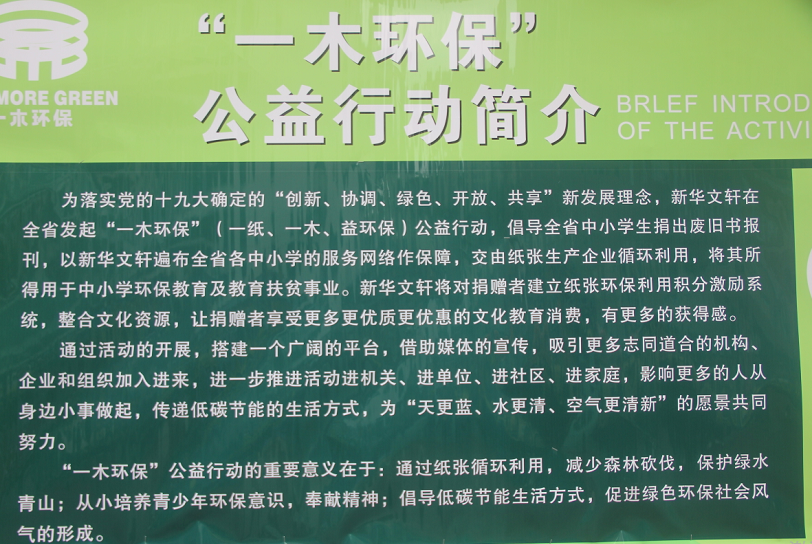 “一木环保”
公益行动简介
MORE GREEN
一木环保
BRLEF INTROD
OF THE ACTIVI
为落实党的十九大确定的“创新、协调、绿色、开放、共享”新发展理念，新华文轩在
全省发起“一木环保”（一纸、一木、益环保）公益行动，倡导全省中小学生捐出废旧书报
刊，以新华文轩遍布全省各中小学的服务网络作保障，交由纸张生产企业循环利用，将其所
得用于中小学环保教育及教育扶贫事业。新华文轩将对捐赠者建立纸张环保利用积分激励系
统，整合文化资源，让捐赠者享受更多更优质更优惠的文化教育消费，有更多的获得感。
通过活动的开展，搭建一个广阔的平台，借助媒体的宣传，吸引更多志同道合的机构、
企业和组织加入进来，进一步推进活动进机关、进单位、进社区、进家庭，影响更多的人从
身边小事做起，传递低碳节能的生活方式，为“天更蓝、水更清、空气更清新”的愿景共同
努力。
“一木环保”公益行动的重要意义在于：通过纸张循环利用，减少森林砍伐，保护绿水
青山；从小培养青少年环保意识，奉献精神；倡导低碳节能生活方式，促进绿色环保社会风
气的形成。